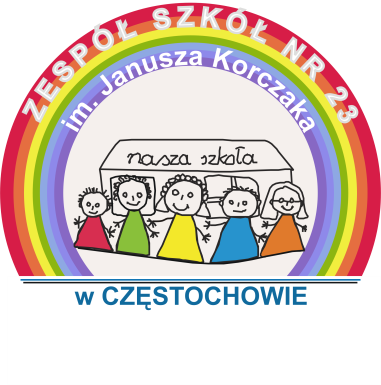 ZESPÓŁ SZKÓŁ NR 23
im. Janusza Korczaka
nasza szkoła
w CZĘSTOCHOWIE